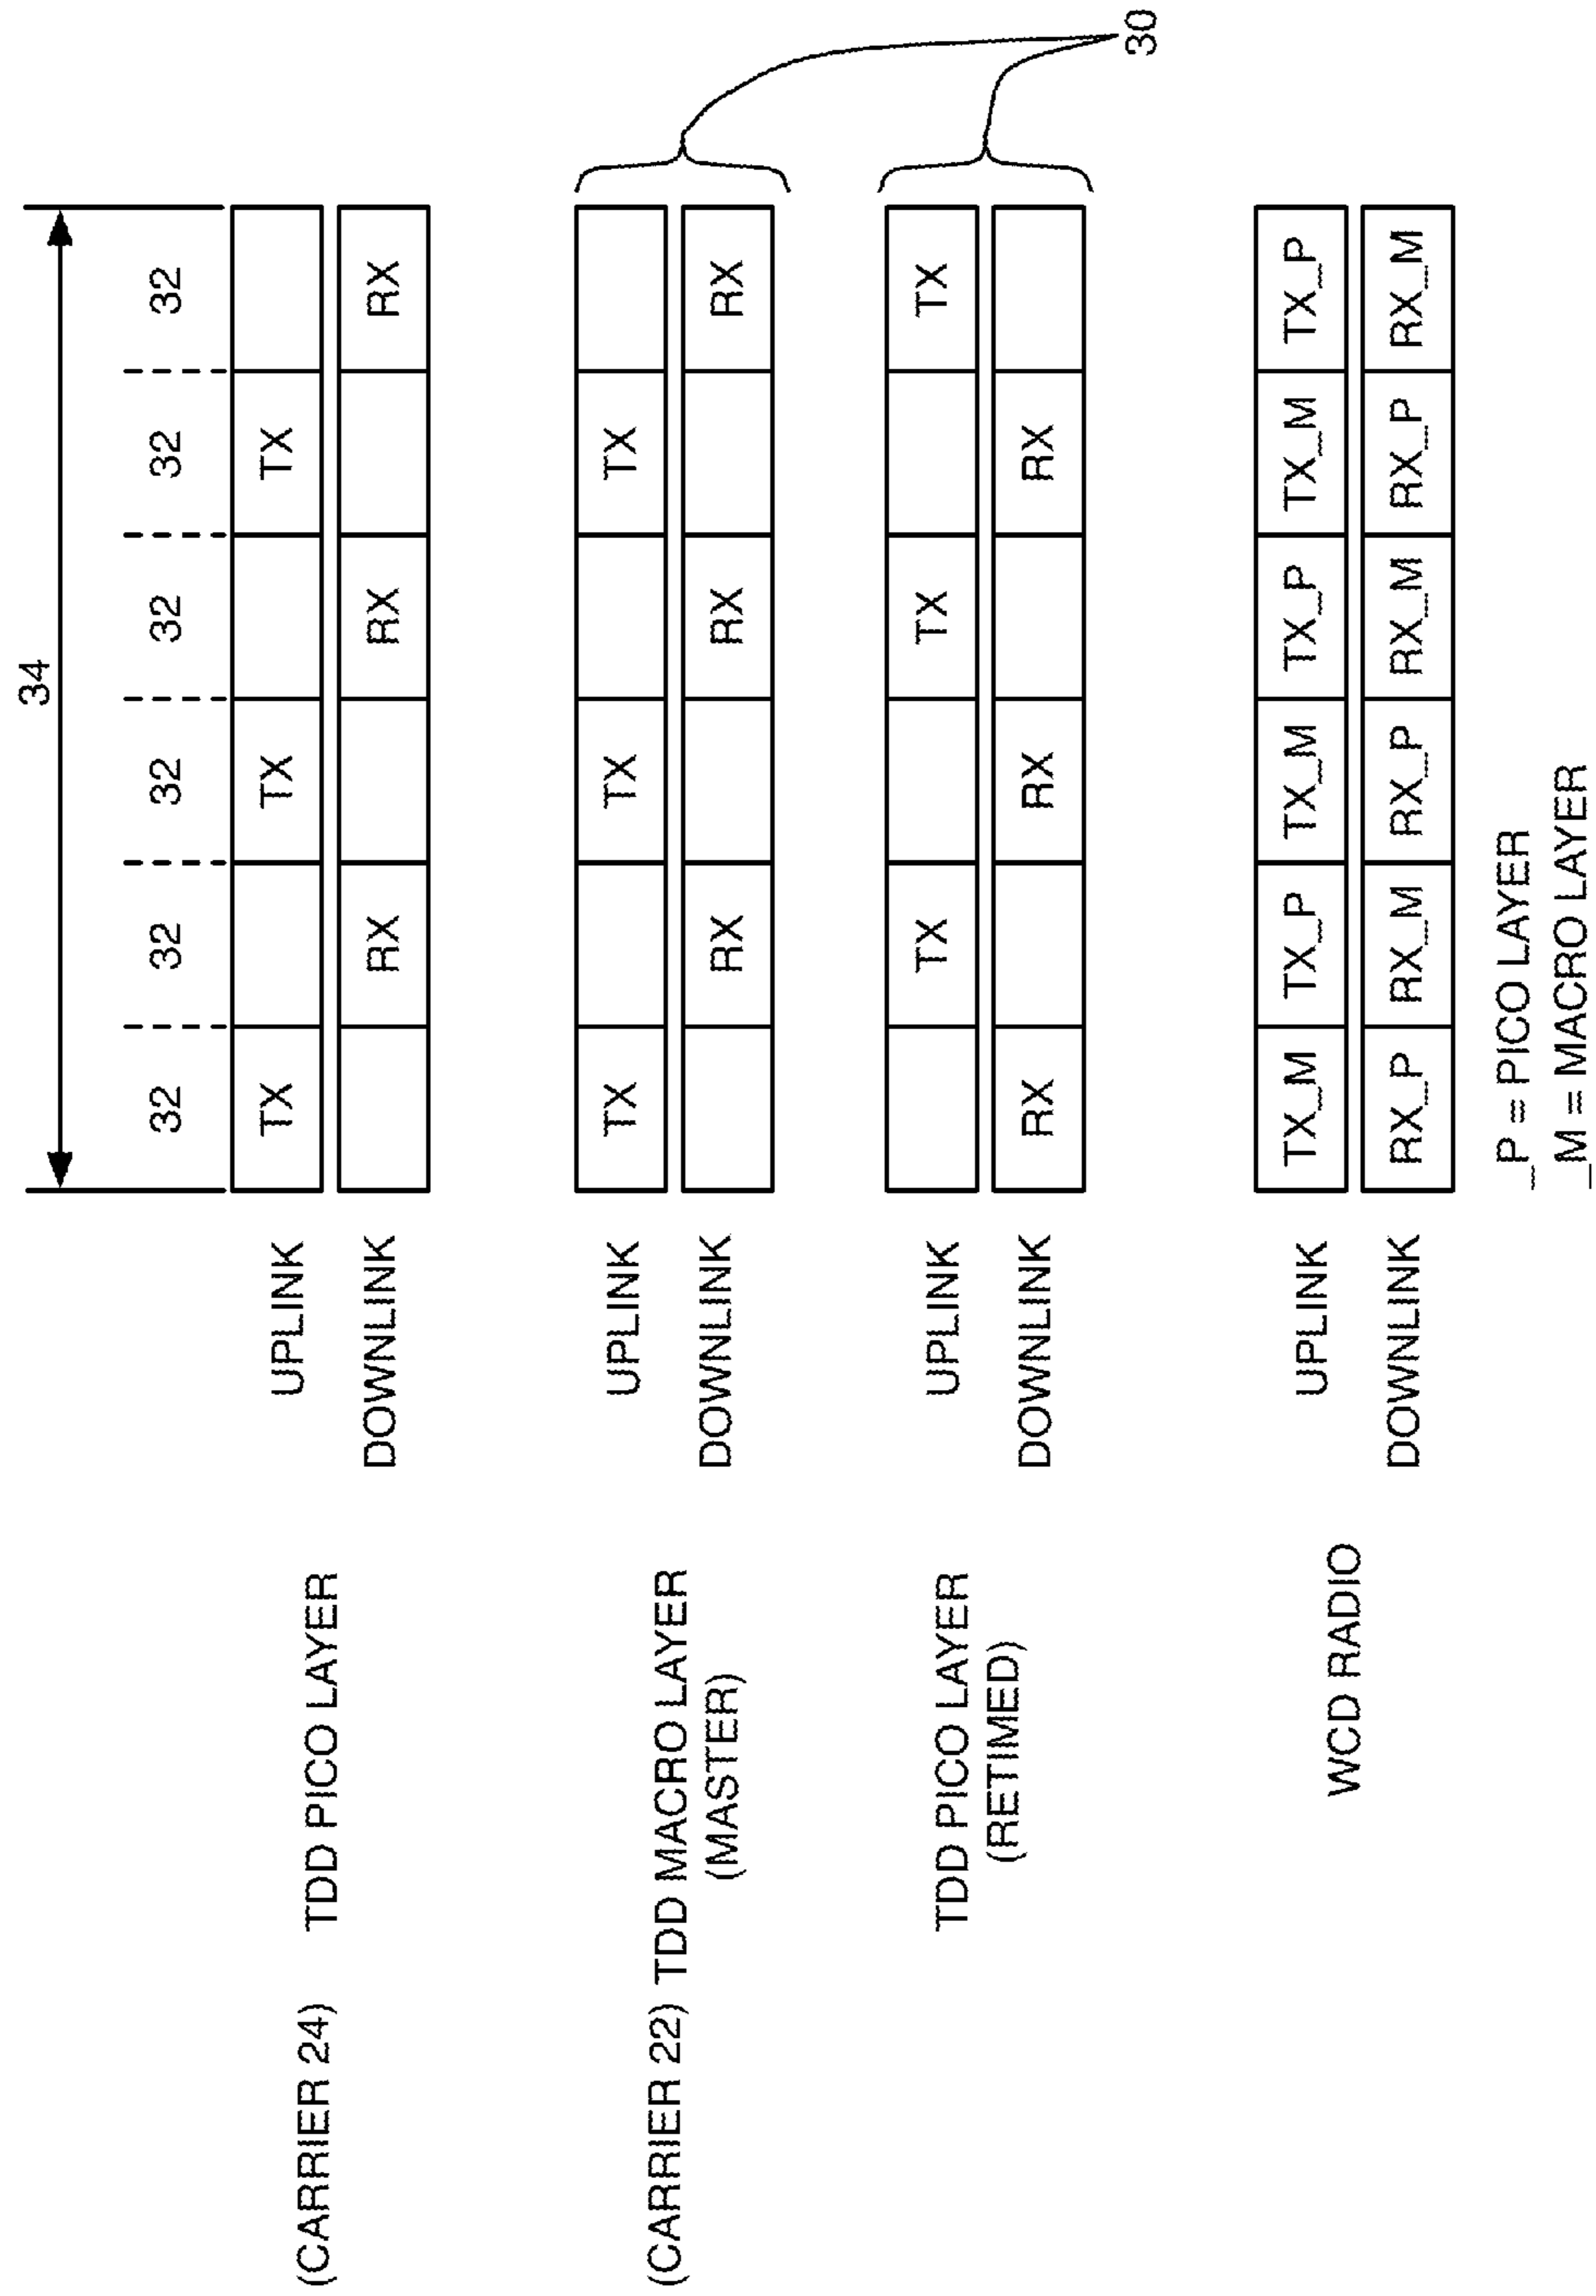 34
32 32 32 32 32 32
(CARRIER 24) TDD PICO LAYER
UPLINK TX TX TX
DOWNLINK RX RX RX
(CARRIER 22) TDD MACRO LAYER
(MASTER)
UPLINK TX TX TX
DOWNLINK RX RX RX
TDD PICO LAYER
(RETIMED)
UPLINK TX TX TX
DOWNLINK RX RX RX
30
WCD RADIO
UPLINK TX_M TX_P TX_M TX_P TX_M TX_P
DOWNLINK RX_P RX_M RX_P RX_M RX_P RX_M
_P = PICO LAYER
_M = MACRO LAYER